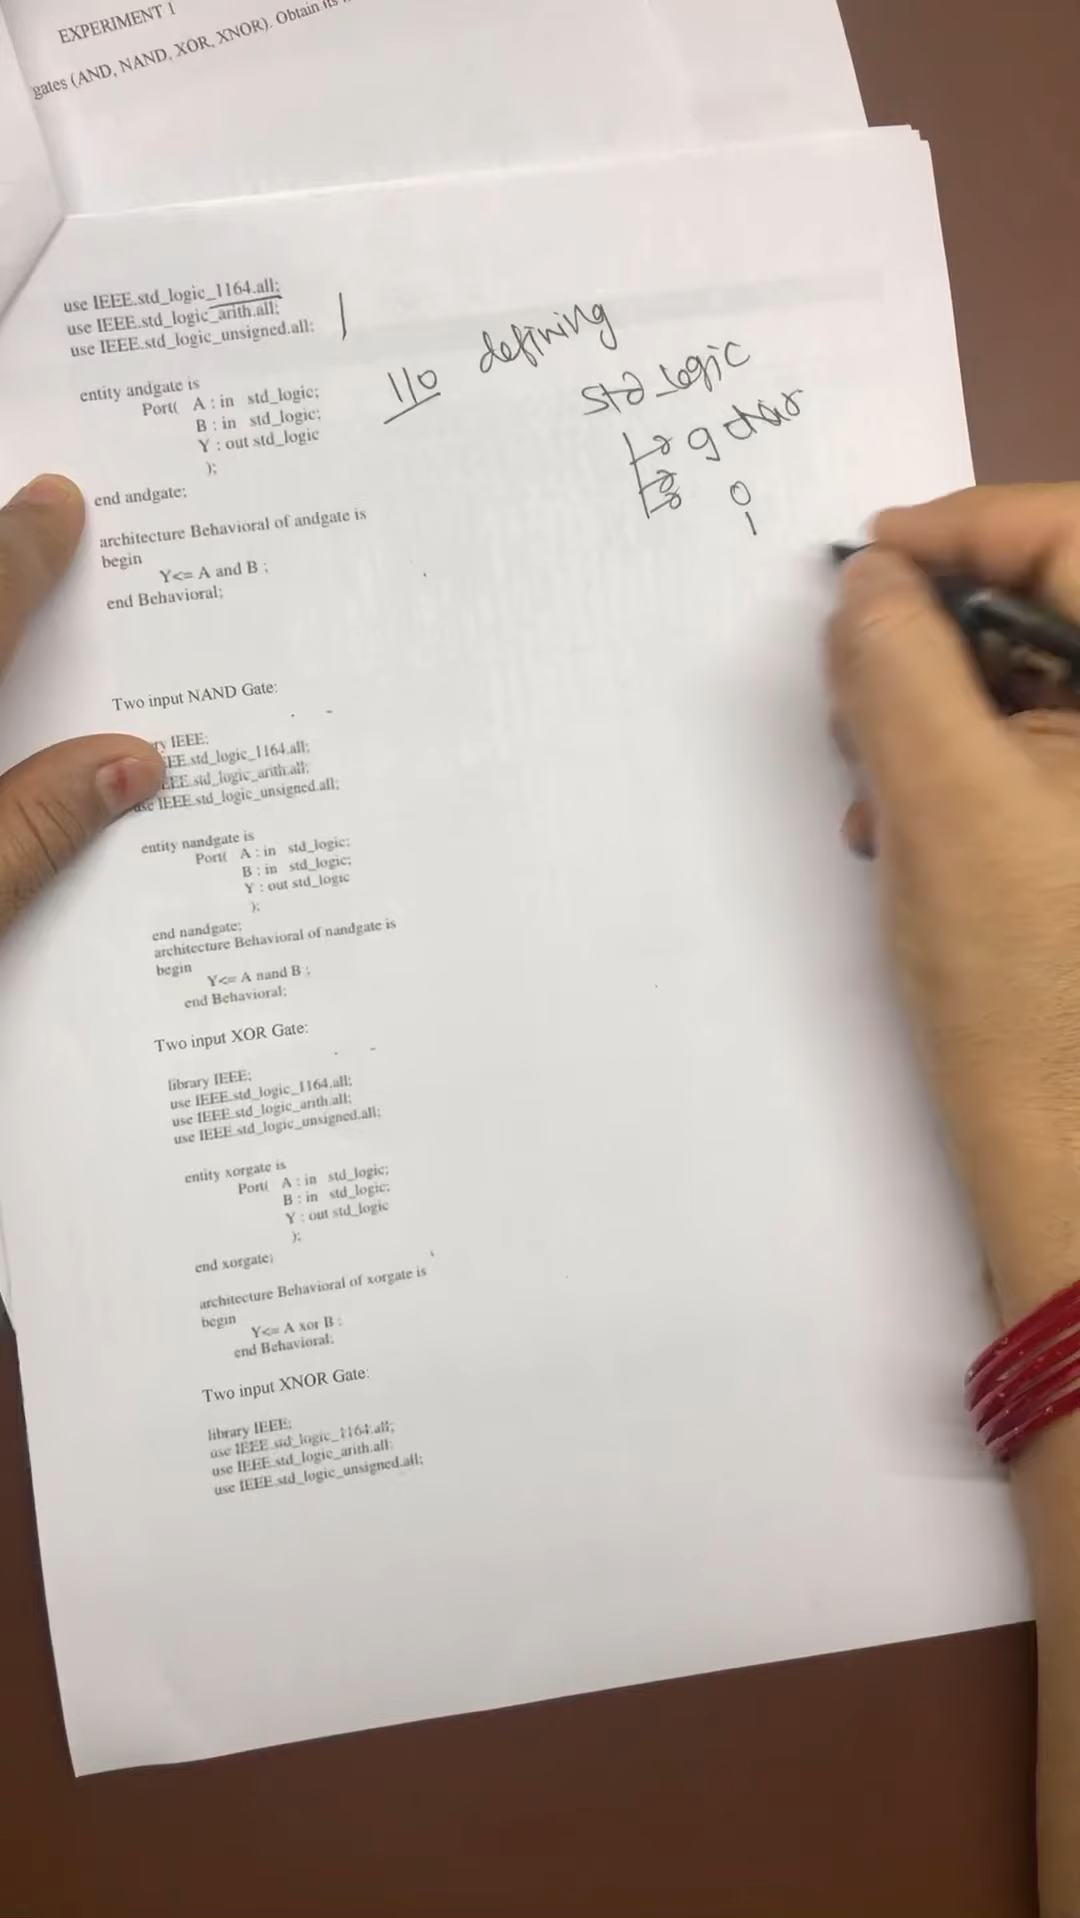 EXPERIMENT 1
gates (AND, NAND, XOR, XNOR). Obtain its
use IEEE.std_logic_1164.all;
use IEEE.std_logic_arith.all;
use IEEE.std_logic_unsigned.all;
I/O defining
std_logic
9 char
0
1
entity andgate is
Port( A : in std_logic;
B : in std_logic;
Y : out std_logic
);
end andgate;
architecture Behavioral of andgate is
begin
Y<= A and B ;
end Behavioral;
Two input NAND Gate:
ry IEEE;
EE.std_logic_1164.all;
EE.std_logic_arith.all;
use IEEE.std_logic_unsigned.all;
entity nandgate is
Port( A : in std_logic;
B : in std_logic;
Y : out std_logic
);
end nandgate;
architecture Behavioral of nandgate is
begin
Y<= A nand B ;
end Behavioral;
Two input XOR Gate:
library IEEE;
use IEEE.std_logic_1164.all;
use IEEE.std_logic_arith.all;
use IEEE.std_logic_unsigned.all;
entity xorgate is
Port( A : in std_logic;
B : in std_logic;
Y : out std_logic
);
end xorgate;
architecture Behavioral of xorgate is
begin
Y<= A xor B ;
end Behavioral;
Two input XNOR Gate:
library IEEE;
use IEEE.std_logic_1164.all;
use IEEE.std_logic_arith.all;
use IEEE.std_logic_unsigned.all;